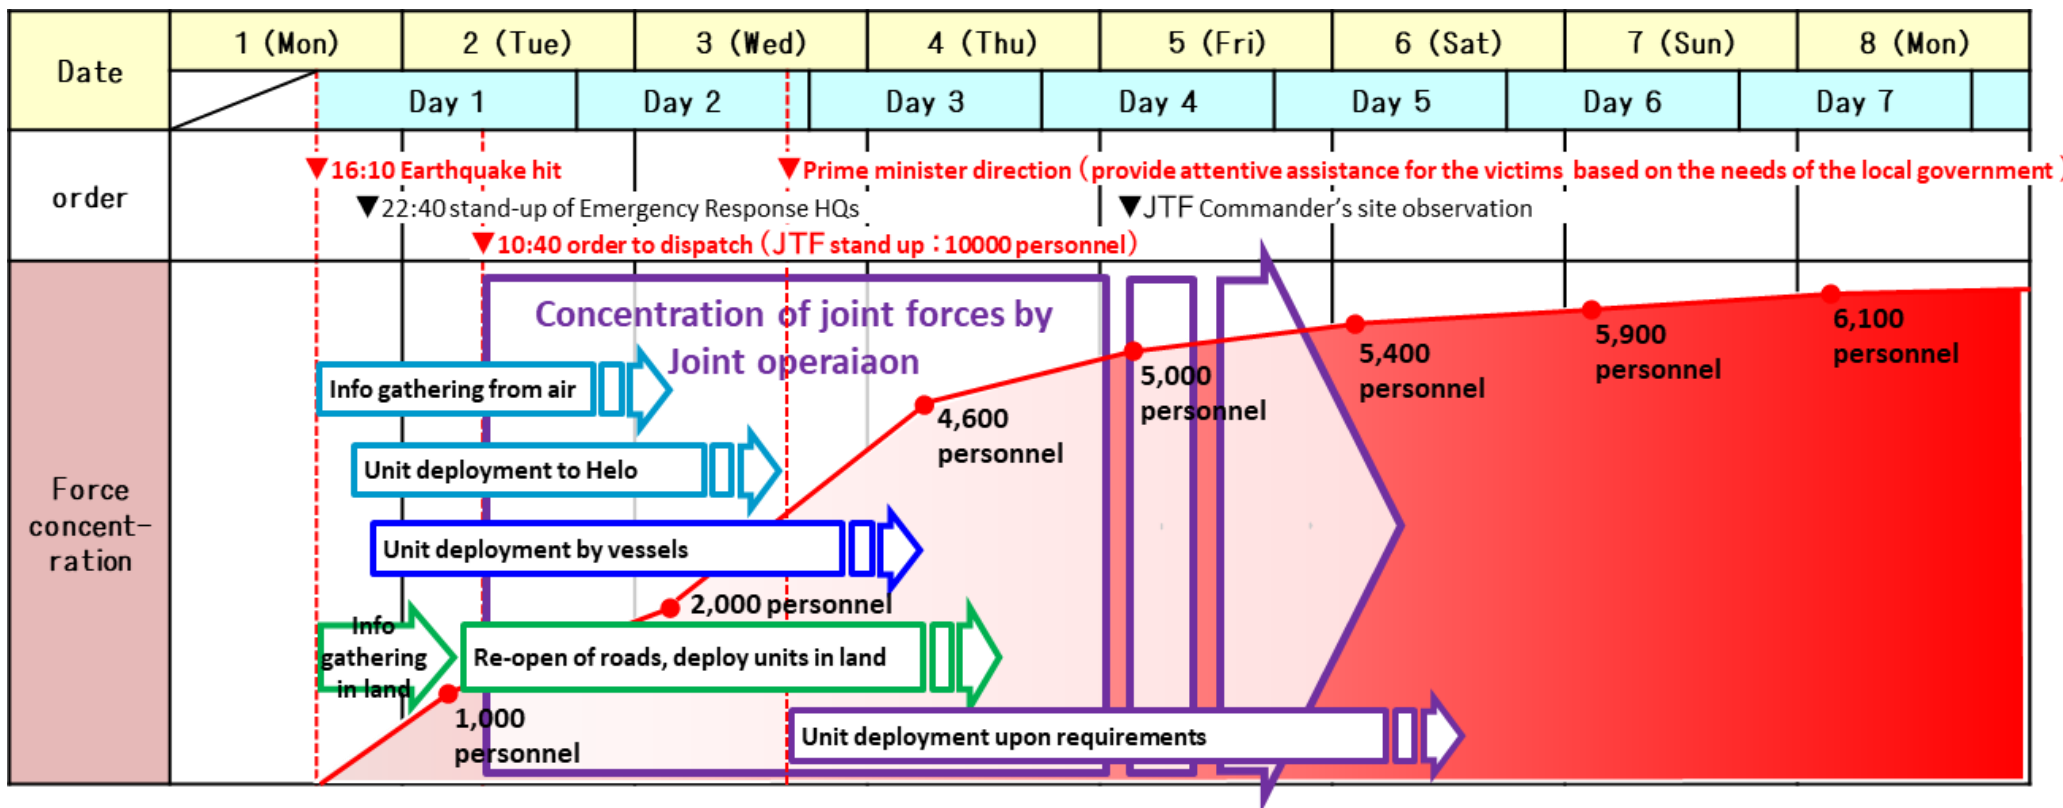 Date
1 (Mon)
2 (Tue)
3 (Wed)
4 (Thu)
5 (Fri)
6 (Sat)
7 (Sun)
8 (Mon)
Day 1
Day 2
Day 3
Day 4
Day 5
Day 6
Day 7
order
▼16:10 Earthquake hit
▼Prime minister direction (provide attentive assistance for the victims based on the needs of the local government)
▼22:40 stand-up of Emergency Response HQs
▼JTF Commander's site observation
▼10:40 order to dispatch (JTF stand up：10000 personnel)
Force
concent-
ration
Concentration of joint forces by
Joint operaiaon
Info gathering from air
Unit deployment to Helo
Unit deployment by vessels
Info
gathering
in land
Re-open of roads, deploy units in land
Unit deployment upon requirements
1,000
personnel
2,000 personnel
4,600
personnel
5,000
personnel
5,400
personnel
5,900
personnel
6,100
personnel